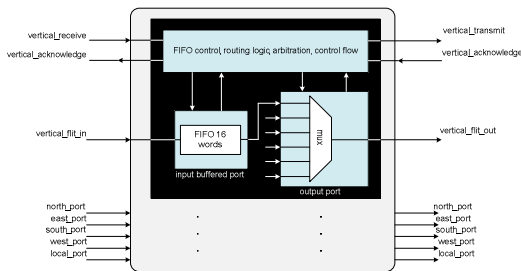 vertical_receive
vertical_acknowledge
vertical_transmit
vertical_acknowledge
FIFO control, routing logic, arbitration, control flow
vertical_flit_in
FIFO 16
words
input buffered port
mux
output port
vertical_flit_out
north_port
east_port
south_port
west_port
local_port
north_port
east_port
south_port
west_port
local_port